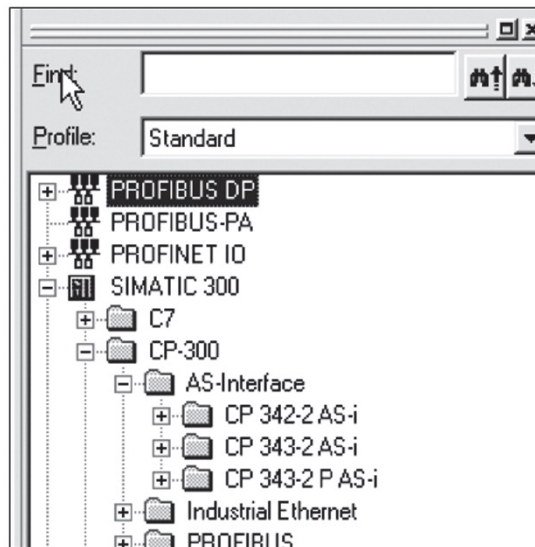 Find:
Profile: Standard
PROFIBUS DP
PROFIBUS-PA
PROFINET IO
SIMATIC 300
C7
CP-300
AS-Interface
CP 342-2 AS-i
CP 343-2 AS-i
CP 343-2 P AS-i
Industrial Ethernet
PROFIBUS